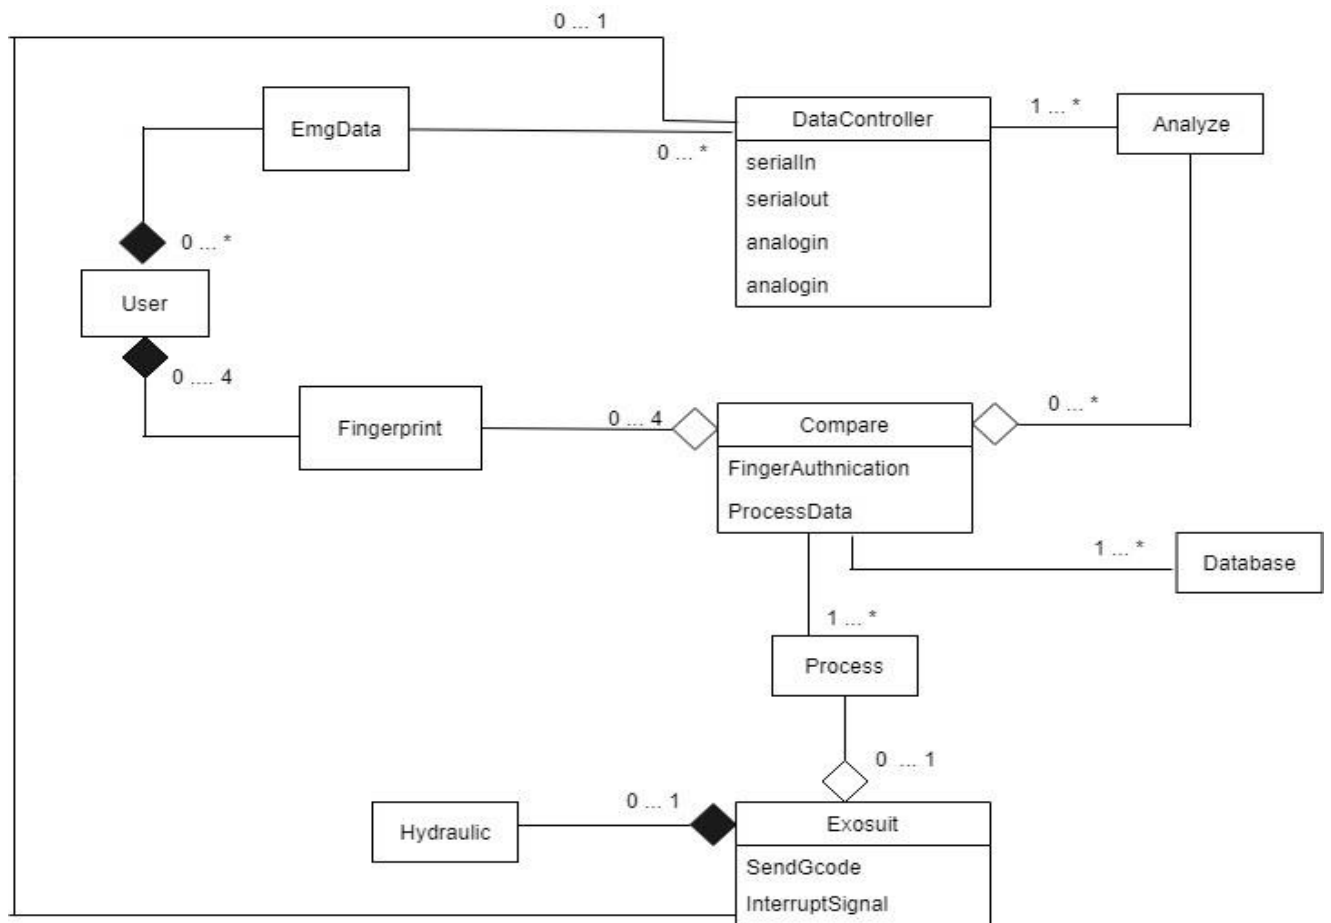 0 ... 1
EmgData
DataController
1 ... *
Analyze
0 ... *
serialIn
serialout
analogin
analogin
0 ... *
User
0 .... 4
Fingerprint
0 ... 4
Compare
0 ... *
FingerAuthnication
ProcessData
1 ... *
Database
1 ... *
Process
0 ... 1
0 ... 1
Hydraulic
Exosuit
SendGcode
InterruptSignal